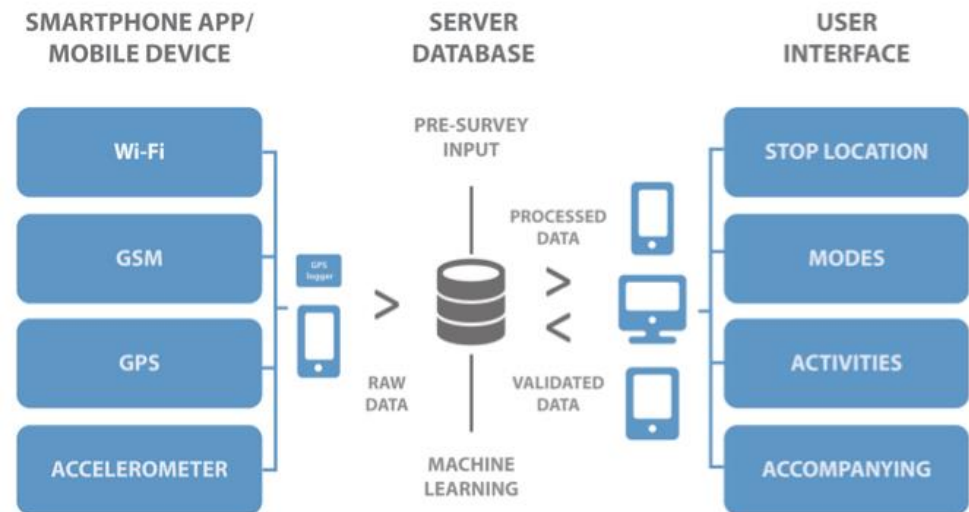 SMARTPHONE APP/
MOBILE DEVICE
Wi-Fi
GSM
GPS
ACCELEROMETER
GPS
logger
RAW
DATA
SERVER
DATABASE
PRE-SURVEY
INPUT
MACHINE
LEARNING
PROCESSED
DATA
VALIDATED
DATA
USER
INTERFACE
STOP LOCATION
MODES
ACTIVITIES
ACCOMPANYING